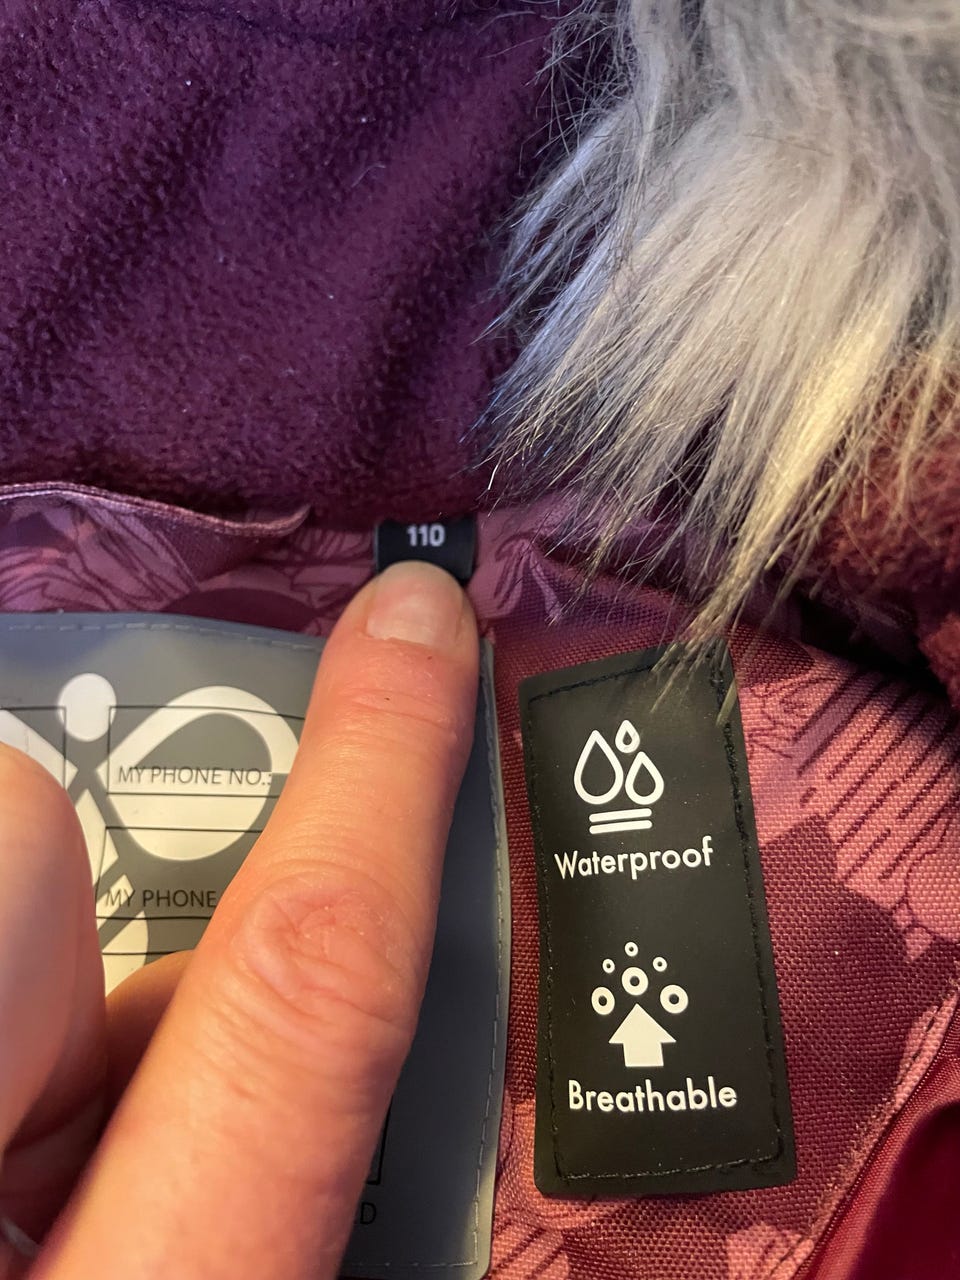 110
MY PHONE NO.:
MY PHONE
Waterproof
Breathable